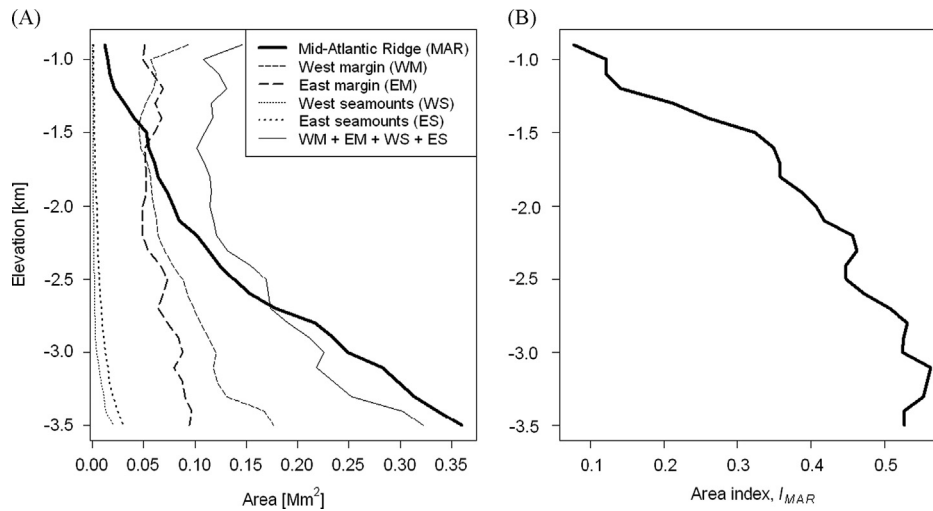 (A)
Elevation [km]
-1.0
-1.5
-2.0
-2.5
-3.0
-3.5
Mid-Atlantic Ridge (MAR)
West margin (WM)
East margin (EM)
West seamounts (WS)
East seamounts (ES)
WM + EM + WS + ES
0.00 0.05 0.10 0.15 0.20 0.25 0.30 0.35
Area [Mm²]
(B)
-1.0
-1.5
-2.0
-2.5
-3.0
-3.5
0.1 0.2 0.3 0.4 0.5
Area index, I_MAR